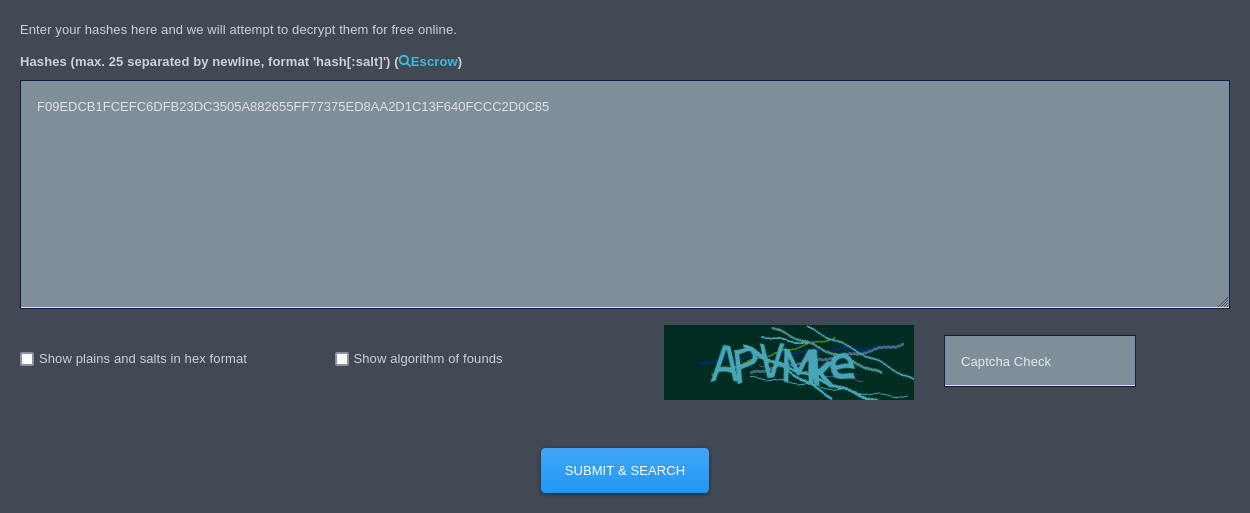 Enter your hashes here and we will attempt to decrypt them for free online.
Hashes (max. 25 separated by newline, format 'hash[:salt]') (Escrow)
F09EDCB1FCEFC6DFB23DC3505A882655FF77375ED8AA2D1C13F640FCCC2D0C85
Show plains and salts in hex format
Show algorithm of founds
APVMke
Captcha Check
SUBMIT & SEARCH